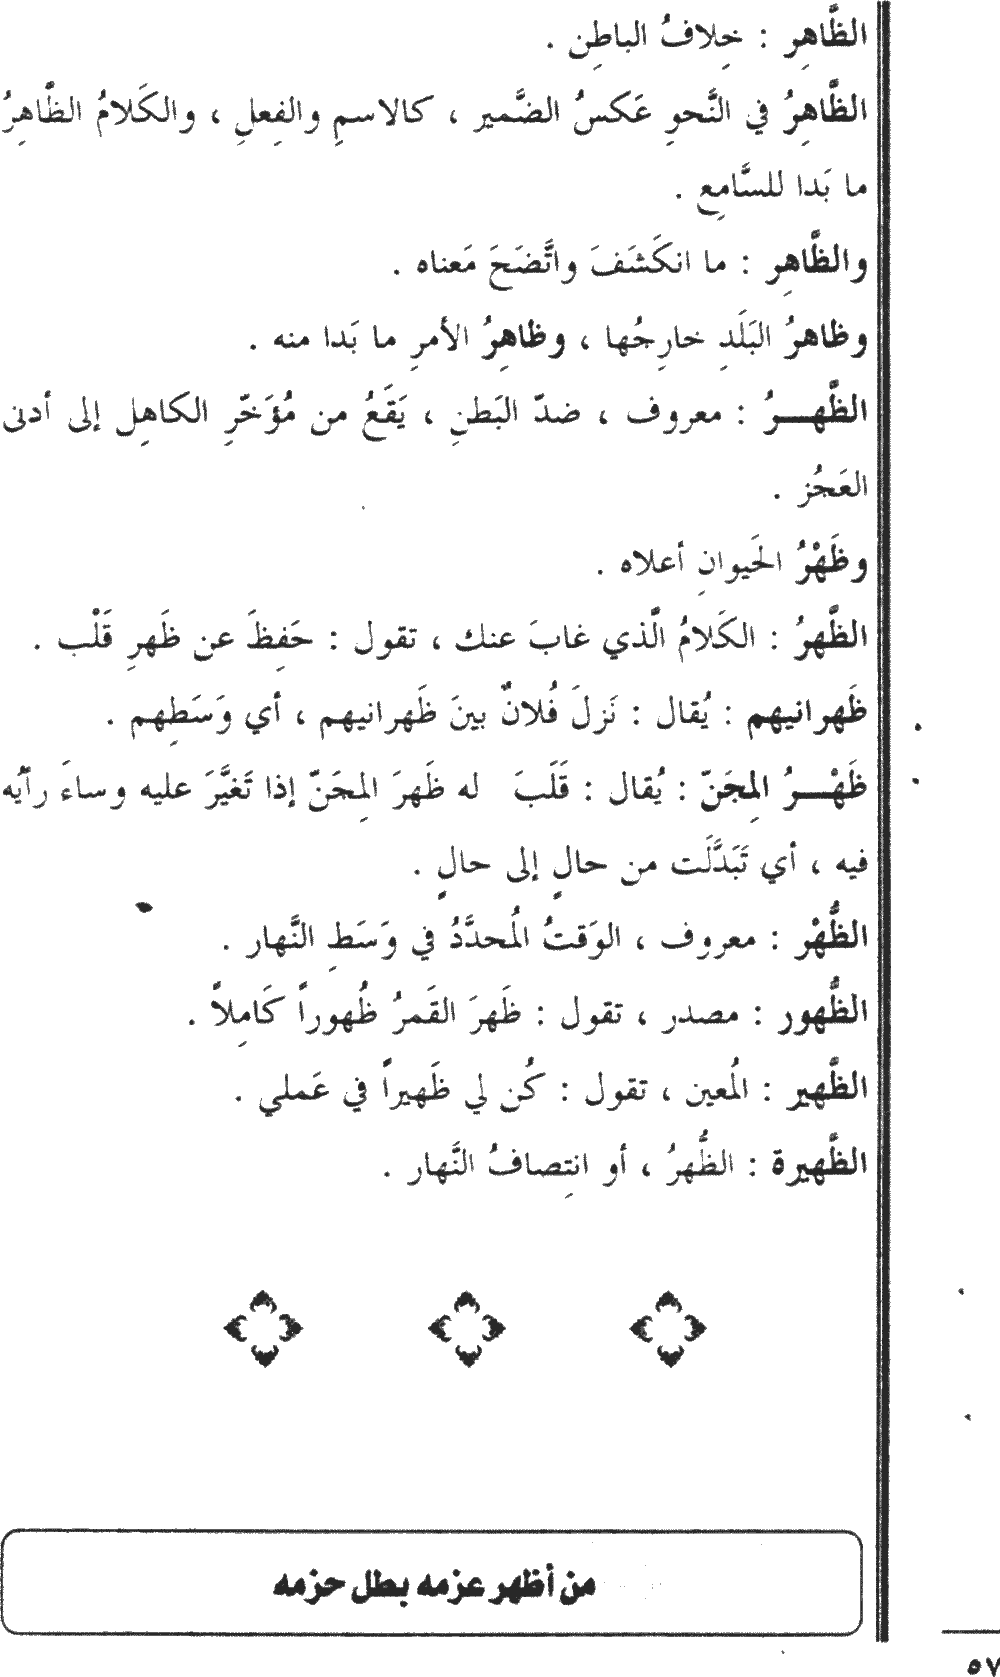 الظَّاهِر : خِلافُ الباطِن .
الظَّاهِرُ في النَّحوِ عَكسُ الضَّمير ، كالاسمِ والفِعلِ ، والكَلامُ الظَّاهِرُ
ما بَدا للسَّامِع .
والظَّاهِر : ما انكَشَفَ واتَّضَحَ مَعناه .
وظاهرُ البَلَدِ خارِجُها ، وظاهِرُ الأمرِ ما بَدا منه .
الظَّهـــرُ : معروف ، ضدّ البَطنِ ، يَقَعُ من مُؤَخّرِ الكاهِل إلى أدنى
العَجُز .
وظَهْرُ الحَيوانِ أعلاه .
الظَّهرُ : الكَلامُ الّذي غابَ عنك ، تقول : حَفِظَ عن ظَهرِ قَلْب .
ظَهرانيهم : يُقال : نَزلَ فُلانٌ بينَ ظَهرانيهم ، أي وَسَطِهم .
ظَهْـــرُ المِجَنّ : يُقال : قَلَبَ له ظَهرَ المِجَنّ إذا تَغيَّرَ عليه وساءَ رأيُه
فيه ، أي تَبَدَّلَت من حالٍ إلى حالٍ .
الظُّهْر : معروف ، الوَقتُ المُحدَّدُ في وَسَطِ النَّهار .
الظُّهور : مصدر ، تقول : ظَهرَ القَمرُ ظُهوراً كَامِلاً .
الظَّهير : المُعين ، تقول : كُن لي ظَهيراً في عَملي .
الظَّهيرة : الظُّهرُ ، أو انتِصافُ النَّهار .
من أظهر عزمه بطل حزمه
٥٧